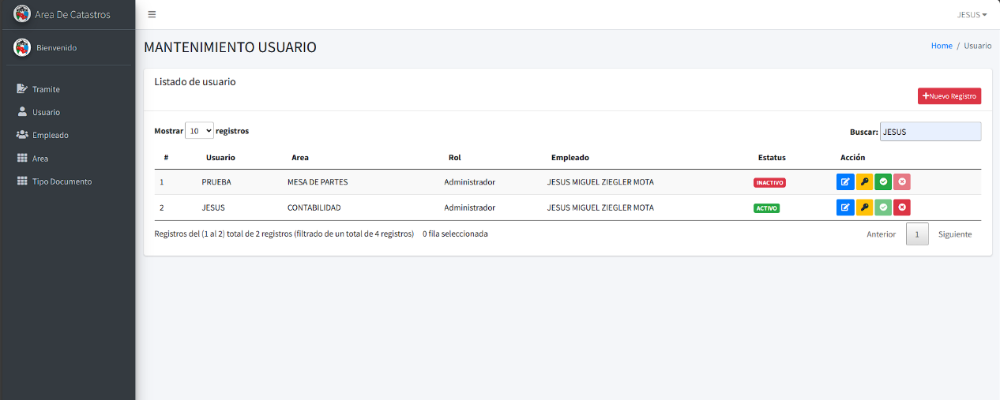 Area De Catastros
JESUS
Bienvenido
MANTENIMIENTO USUARIO
Home / Usuario
Listado de usuario
Nuevo Registro
Tramite
Usuario
Empleado
Area
Tipo Documento
Mostrar 10 registros
Buscar: JESUS
# Usuario Area Rol Empleado Estatus Acción
1 PRUEBA MESA DE PARTES Administrador JESUS MIGUEL ZIEGLER MOTA INACTIVO
2 JESUS CONTABILIDAD Administrador JESUS MIGUEL ZIEGLER MOTA ACTIVO
Registros del (1 al 2) total de 2 registros (filtrado de un total de 4 registros) 0 fila seleccionada
Anterior 1 Siguiente